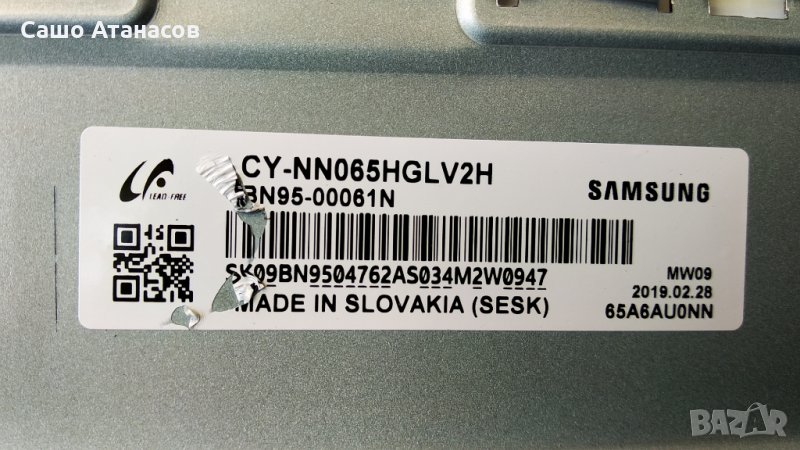 Сашо Атанасов
CY-NN065HGLV2H
BN95-00061N
SAMSUNG
LEAD-FREE
SK09BN9504762AS034M2W0947
MW09
2019.02.28
MADE IN SLOVAKIA (SESK)
65A6AU0NN
BAZAR